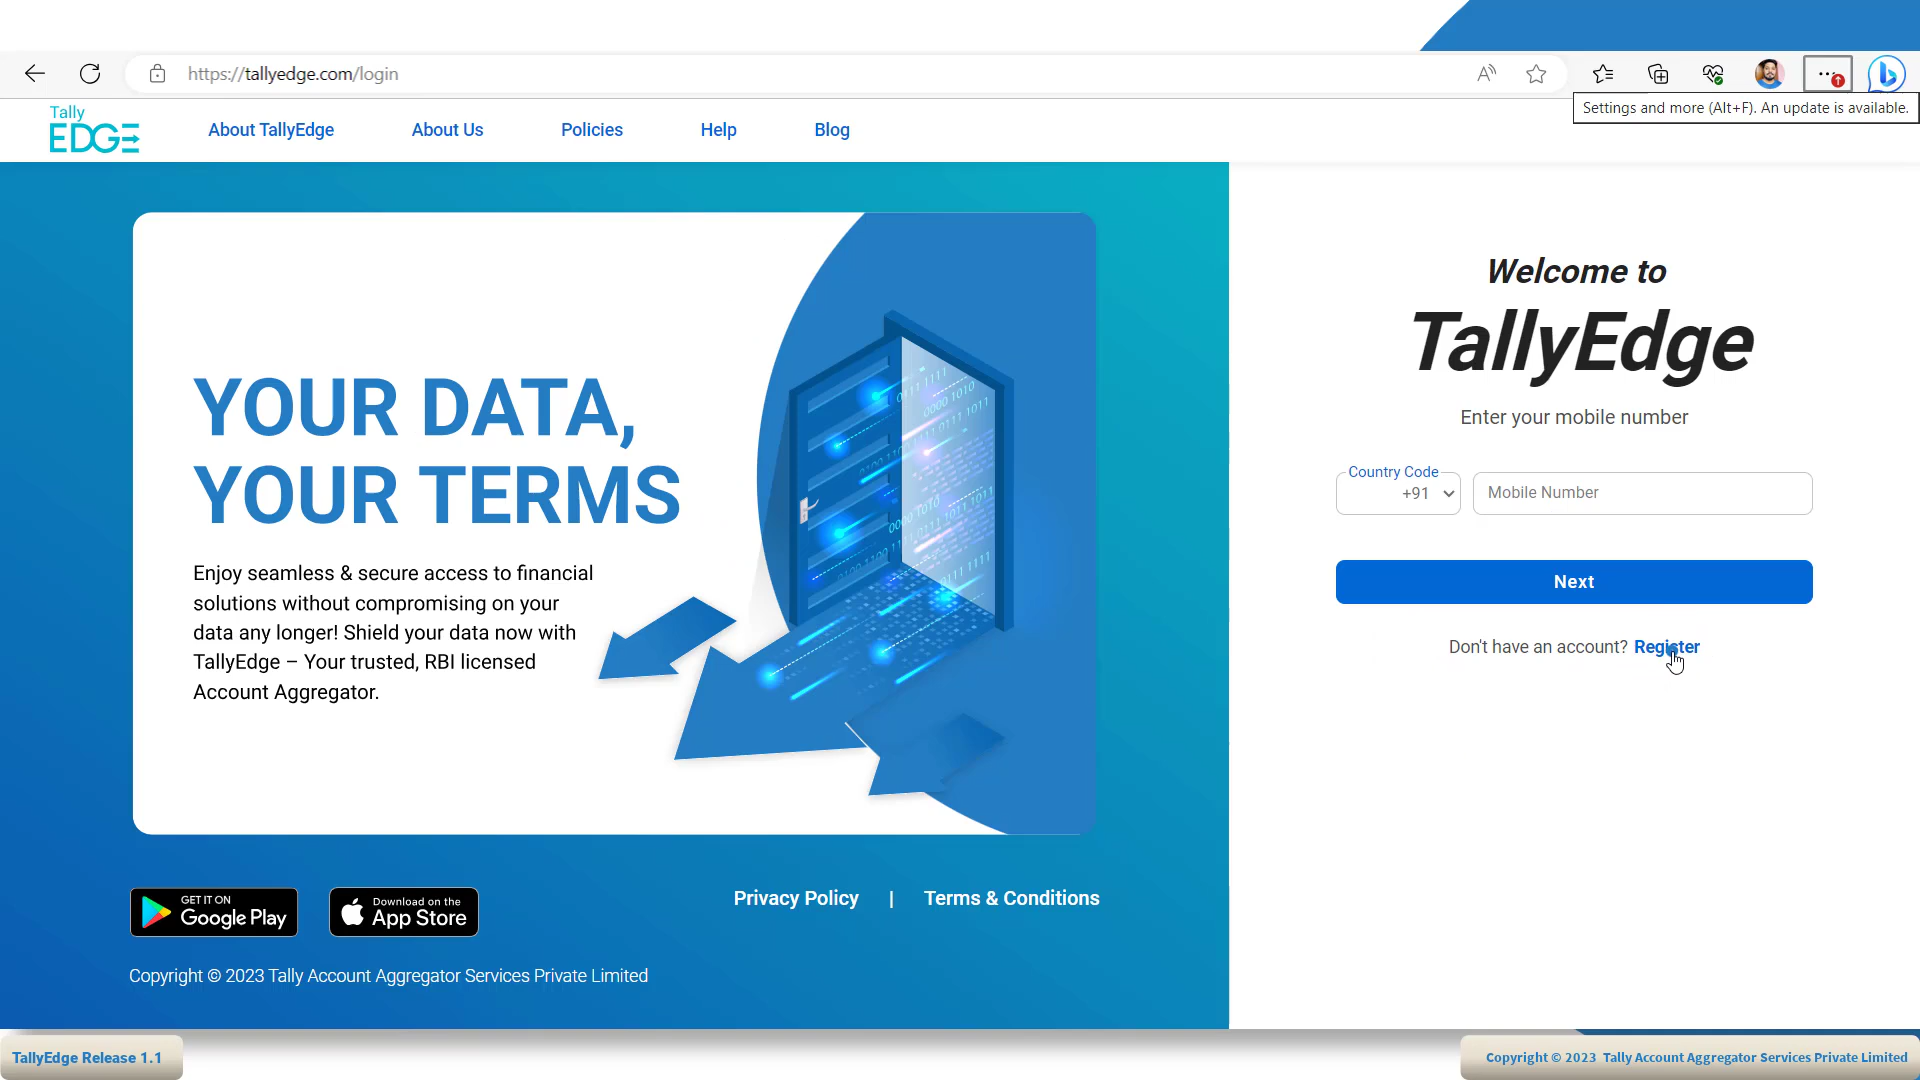 https://tallyedge.com/login
Settings and more (Alt+F). An update is available.
Tally
EDGE
About TallyEdge
About Us
Policies
Help
Blog
YOUR DATA,
YOUR TERMS
Enjoy seamless & secure access to financial
solutions without compromising on your
data any longer! Shield your data now with
TallyEdge – Your trusted, RBI licensed
Account Aggregator.
Welcome to
TallyEdge
Enter your mobile number
Country Code
+91
Mobile Number
Next
Don't have an account? Register
GET IT ON
Google Play
Download on the
App Store
Privacy Policy | Terms & Conditions
Copyright © 2023 Tally Account Aggregator Services Private Limited
TallyEdge Release 1.1
Copyright © 2023 Tally Account Aggregator Services Private Limited